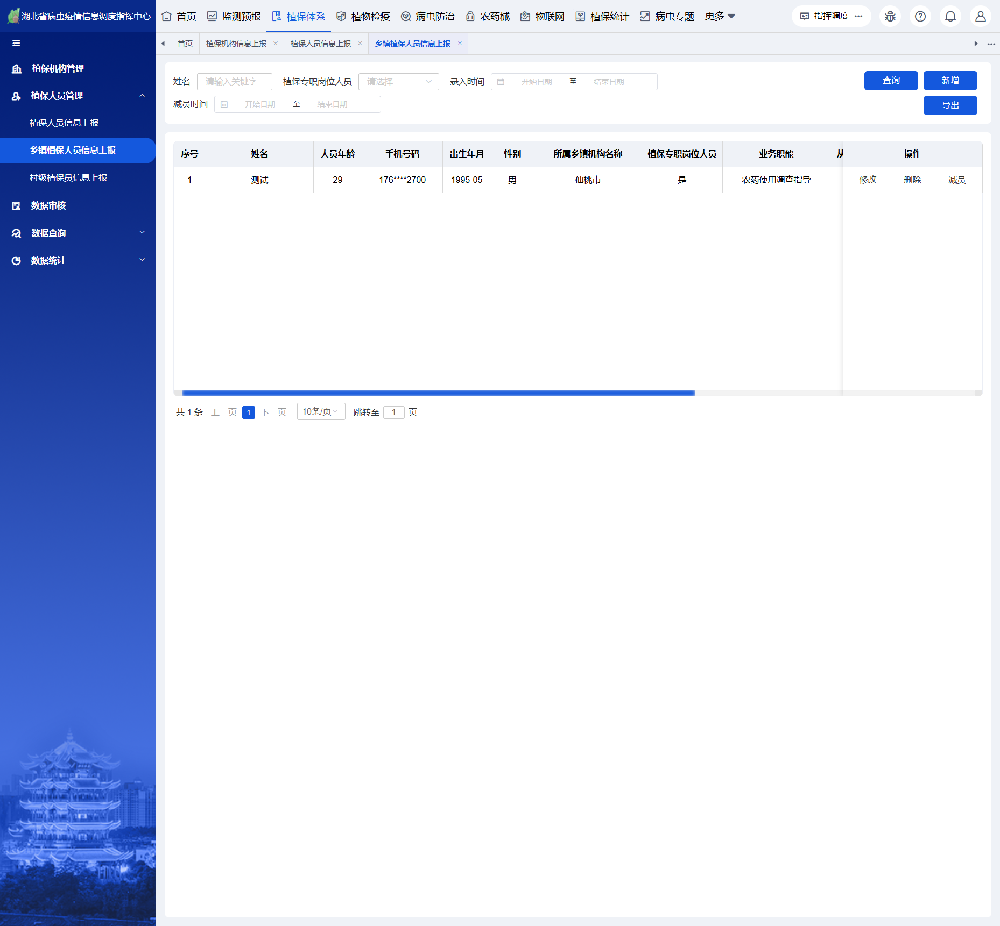 湖北省病虫疫情信息调度指挥中心
首页 监测预报 植保体系 植物检疫 病虫防治 农药械 物联网 植保统计 病虫专题 更多
指挥调度
首页 植保机构信息上报 植保人员信息上报 乡镇植保人员信息上报
植保机构管理
植保人员管理
植保人员信息上报
乡镇植保人员信息上报
村级植保员信息上报
数据审核
数据查询
数据统计
姓名 请输入关键字 植保专职岗位人员 请选择 录入时间 开始日期 至 结束日期 查询 新增
减员时间 开始日期 至 结束日期 导出
序号 姓名 人员年龄 手机号码 出生年月 性别 所属乡镇机构名称 植保专职岗位人员 业务职能 从 操作
1 测试 29 176****2700 1995-05 男 仙桃市 是 农药使用调查指导 修改 删除 减员
共 1 条 上一页 1 下一页 10条/页 跳转至 1 页